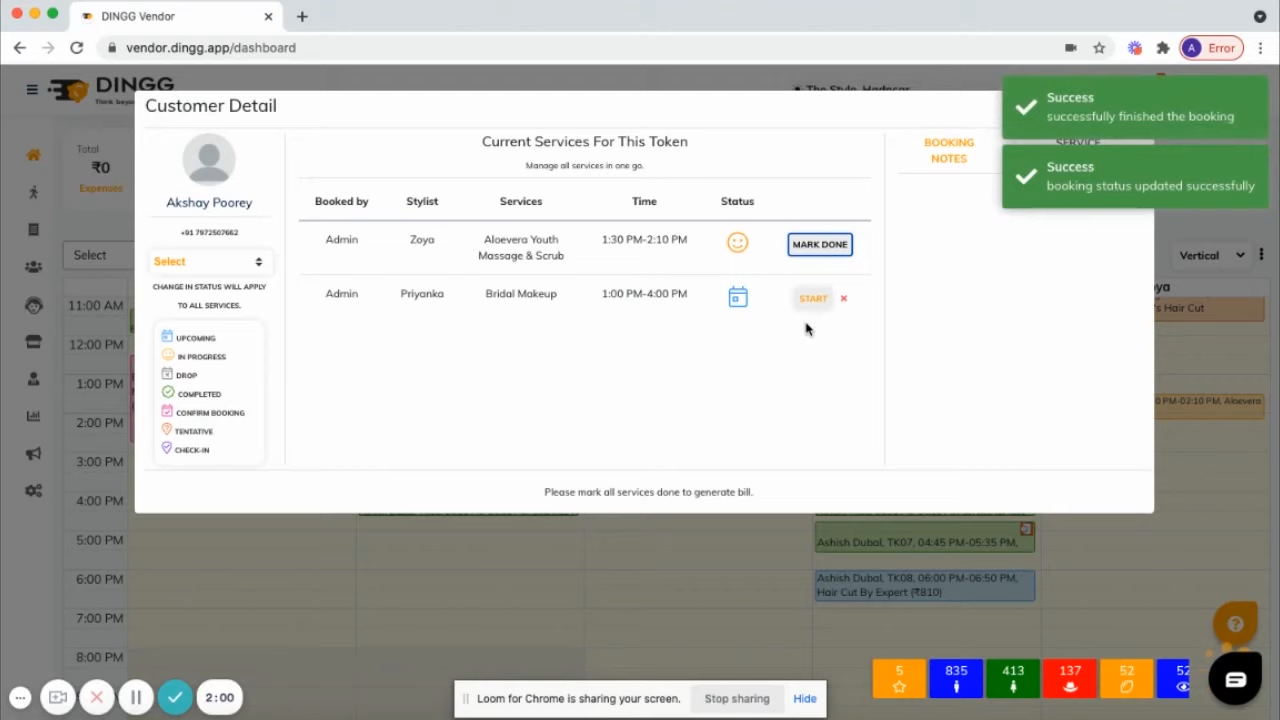 DINGG Vendor
vendor.dingg.app/dashboard
A Error
DINGG
The Style, Hadapsar
Customer Detail
Success
successfully finished the booking
Success
booking status updated successfully
Total
₹0
Expenses
Akshay Poorey
+91 7972507662
Select
CHANGE IN STATUS WILL APPLY
TO ALL SERVICES.
UPCOMING
IN PROGRESS
DROP
COMPLETED
CONFIRM BOOKING
TENTATIVE
CHECK-IN
Current Services For This Token
Manage all services in one go.
Booked by Stylist Services Time Status
Admin Zoya Aloevera Youth 1:30 PM-2:10 PM MARK DONE
Massage & Scrub
Admin Priyanka Bridal Makeup 1:00 PM-4:00 PM START
BOOKING
NOTES
SERVICE
Please mark all services done to generate bill.
Select
Vertical
11:00 AM
12:00 PM
1:00 PM
2:00 PM
3:00 PM
4:00 PM
5:00 PM
6:00 PM
7:00 PM
8:00 PM
's Hair Cut
0 PM-02:10 PM, Aloevera
Ashish Dubal, TK07, 04:45 PM-05:35 PM,
Ashish Dubal, TK08, 06:00 PM-06:50 PM,
Hair Cut By Expert (₹810)
5 835 413 137 52 52
2:00
Loom for Chrome is sharing your screen. Stop sharing Hide